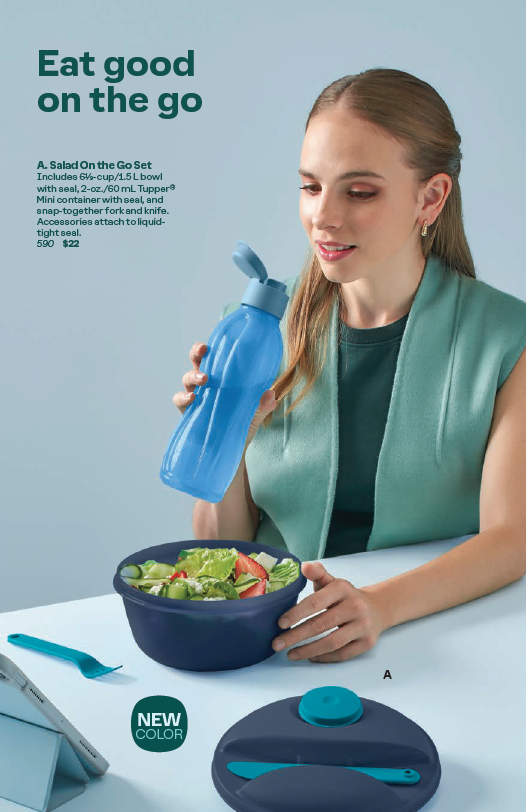 Eat good
on the go
A. Salad On the Go Set
Includes 6½-cup/1.5 L bowl
with seal, 2-oz./60 mL Tupper®
Mini container with seal, and
snap-together fork and knife.
Accessories attach to liquid-
tight seal.
590 $22
A
NEW
COLOR